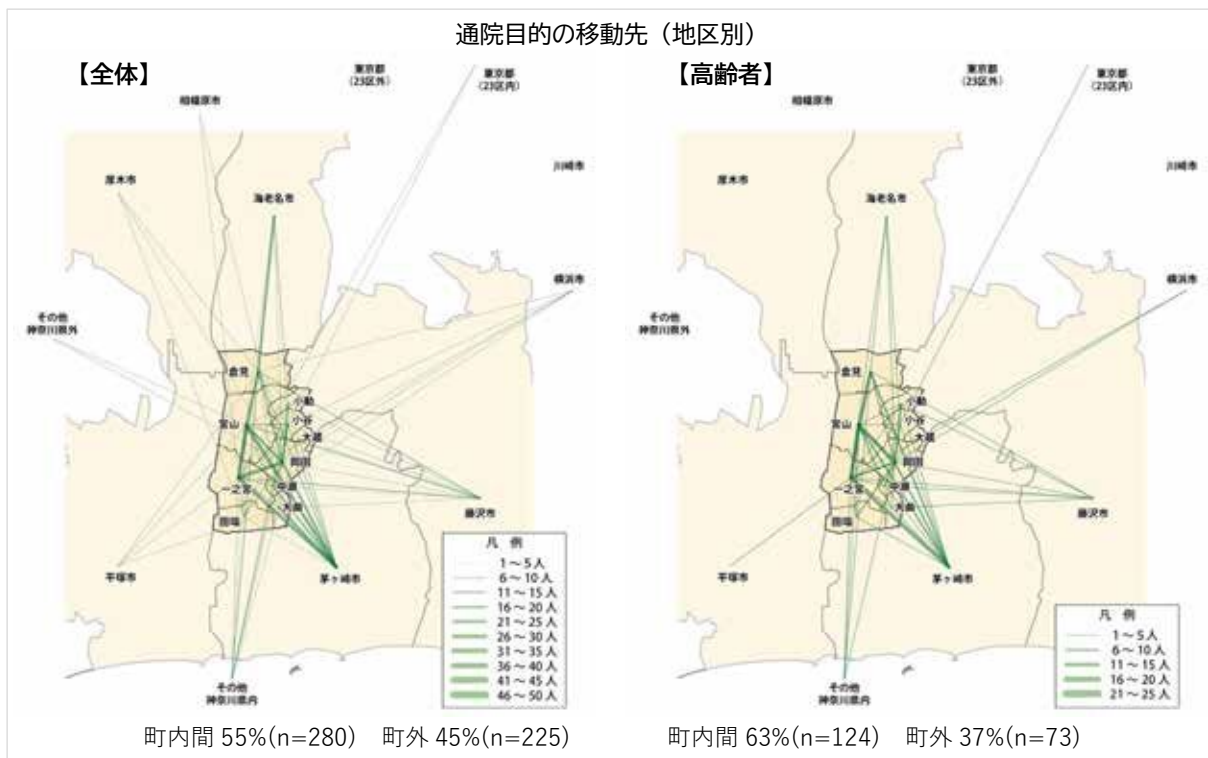 通院目的の移動先（地区別）
【全体】
東京都
（23区外）
東京都
（23区内）
相模原市
厚木市
海老名市
川崎市
横浜市
その他
神奈川県外
倉見
小動
宮山
小谷
大蔵
岡田
一之宮
中瀬
大曲
田端
藤沢市
平塚市
茅ヶ崎市
その他
神奈川県内
凡 例
1～5人
6～10人
11～15人
16～20人
21～25人
26～30人
31～35人
36～40人
41～45人
46～50人
町内間 55%(n=280) 町外 45%(n=225)
【高齢者】
東京都
（23区外）
東京都
（23区内）
相模原市
厚木市
海老名市
川崎市
横浜市
その他
神奈川県外
倉見
小動
宮山
小谷
大蔵
岡田
一之宮
中瀬
大曲
田端
藤沢市
平塚市
茅ヶ崎市
その他
神奈川県内
凡 例
1～5人
6～10人
11～15人
16～20人
21～25人
町内間 63%(n=124) 町外 37%(n=73)